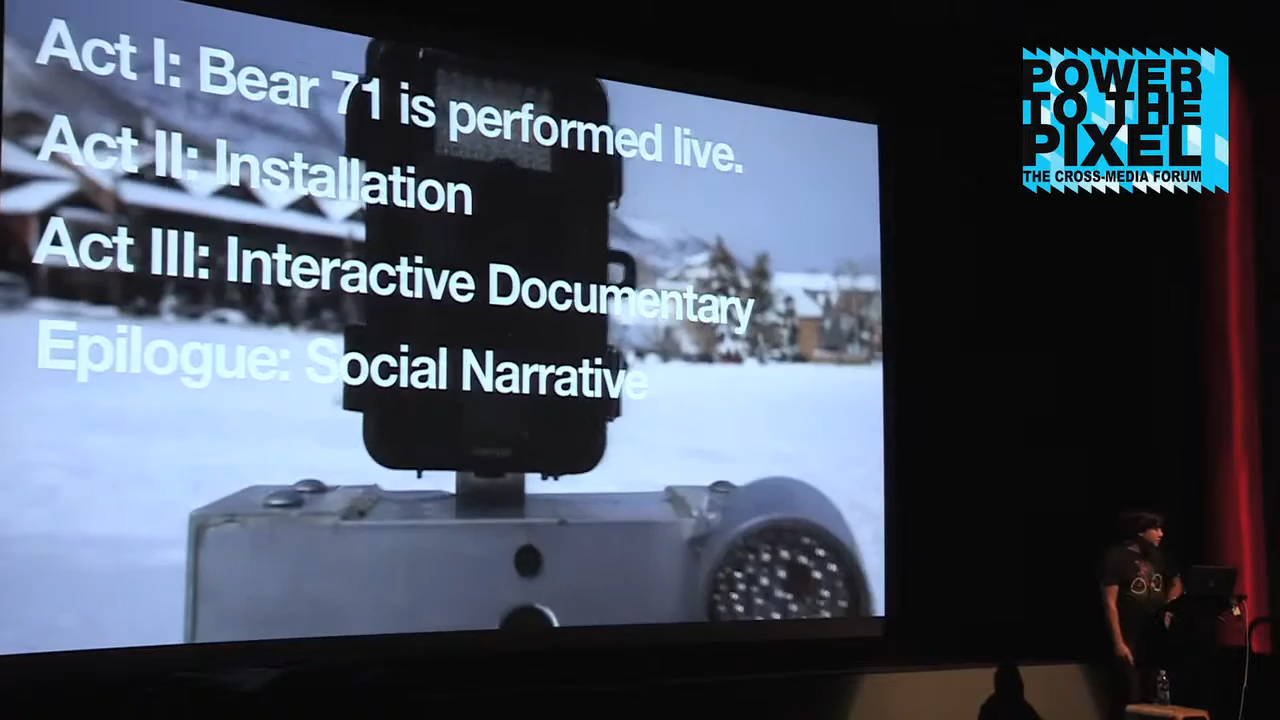 Act I: Bear 71 is performed live.
Act II: Installation
Act III: Interactive Documentary
Epilogue: Social Narrative
POWER
TO THE
PIXEL
THE CROSS-MEDIA FORUM